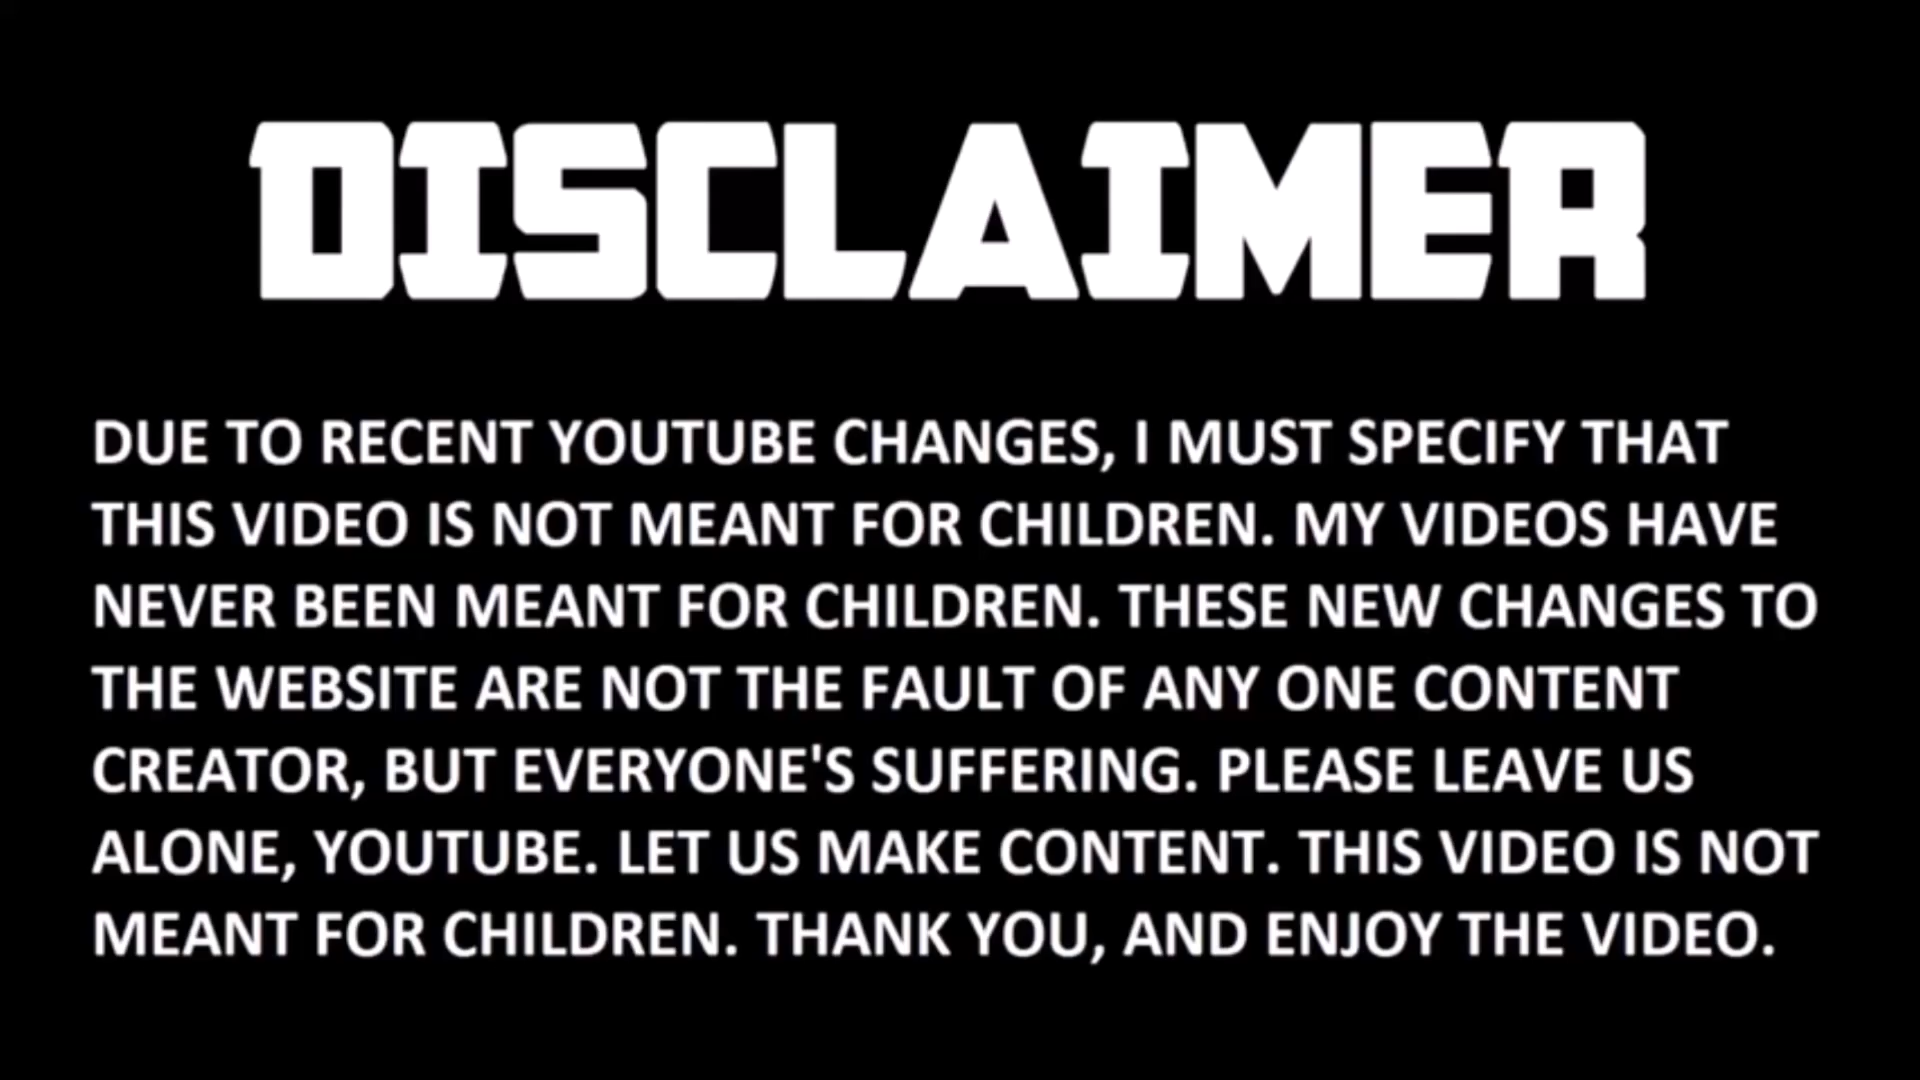 DISCLAIMER
DUE TO RECENT YOUTUBE CHANGES, I MUST SPECIFY THAT
THIS VIDEO IS NOT MEANT FOR CHILDREN. MY VIDEOS HAVE
NEVER BEEN MEANT FOR CHILDREN. THESE NEW CHANGES TO
THE WEBSITE ARE NOT THE FAULT OF ANY ONE CONTENT
CREATOR, BUT EVERYONE'S SUFFERING. PLEASE LEAVE US
ALONE, YOUTUBE. LET US MAKE CONTENT. THIS VIDEO IS NOT
MEANT FOR CHILDREN. THANK YOU, AND ENJOY THE VIDEO.